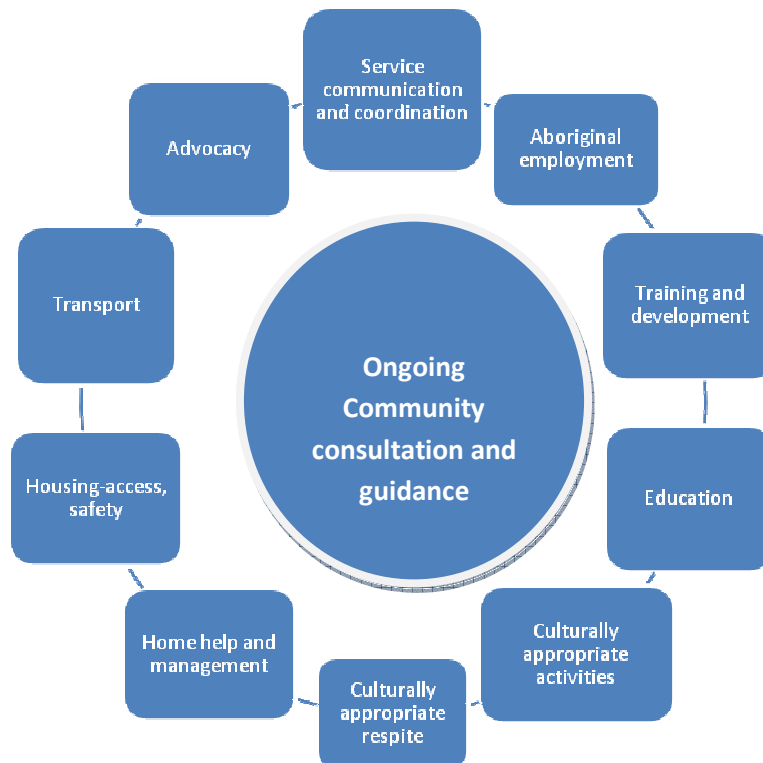 Service
communication
and coordination
Aboriginal
employment
Training and
development
Education
Culturally
appropriate
activities
Culturally
appropriate
respite
Home help and
management
Housing-access,
safety
Transport
Advocacy
Ongoing
Community
consultation and
guidance